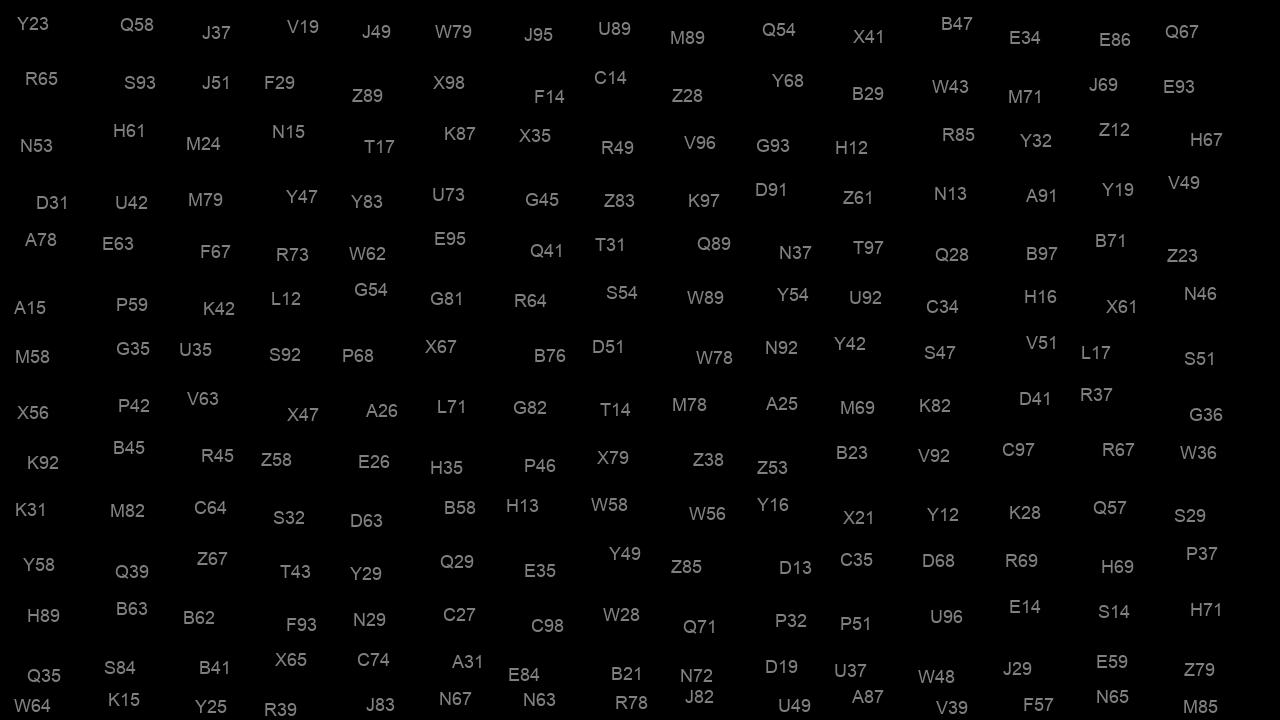 Y23 Q58 J37 V19 J49 W79 J95 U89 M89 Q54 X41 B47 E34 E86 Q67
R65 S93 J51 F29 Z89 X98 F14 C14 Z28 Y68 B29 W43 M71 J69 E93
N53 H61 M24 N15 T17 K87 X35 R49 V96 G93 H12 R85 Y32 Z12 H67
D31 U42 M79 Y47 Y83 U73 G45 Z83 K97 D91 Z61 N13 A91 Y19 V49
A78 E63 F67 R73 W62 E95 Q41 T31 Q89 N37 T97 Q28 B97 B71 Z23
A15 P59 K42 L12 G54 G81 R64 S54 W89 Y54 U92 C34 H16 X61 N46
M58 G35 U35 S92 P68 X67 B76 D51 W78 N92 Y42 S47 V51 L17 S51
X56 P42 V63 X47 A26 L71 G82 T14 M78 A25 M69 K82 D41 R37 G36
K92 B45 R45 Z58 E26 H35 P46 X79 Z38 Z53 B23 V92 C97 R67 W36
K31 M82 C64 S32 D63 B58 H13 W58 W56 Y16 X21 Y12 K28 Q57 S29
Y58 Q39 Z67 T43 Y29 Q29 E35 Y49 Z85 D13 C35 D68 R69 H69 P37
H89 B63 B62 F93 N29 C27 C98 W28 Q71 P32 P51 U96 E14 S14 H71
Q35 S84 B41 X65 C74 A31 E84 B21 N72 D19 U37 W48 J29 E59 Z79
W64 K15 Y25 R39 J83 N67 N63 R78 J82 U49 A87 V39 F57 N65 M85